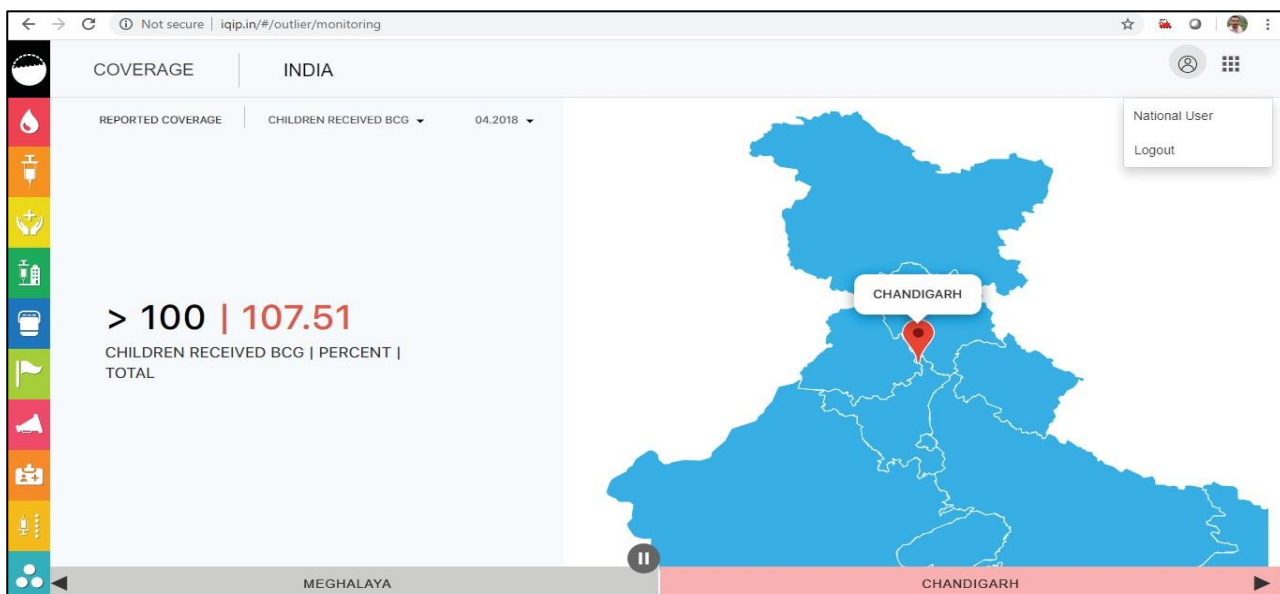 Not secure | iqip.in/#/outlier/monitoring
COVERAGE
INDIA
REPORTED COVERAGE
CHILDREN RECEIVED BCG
04.2018
National User
Logout
> 100 | 107.51
CHILDREN RECEIVED BCG | PERCENT |
TOTAL
CHANDIGARH
MEGHALAYA
CHANDIGARH